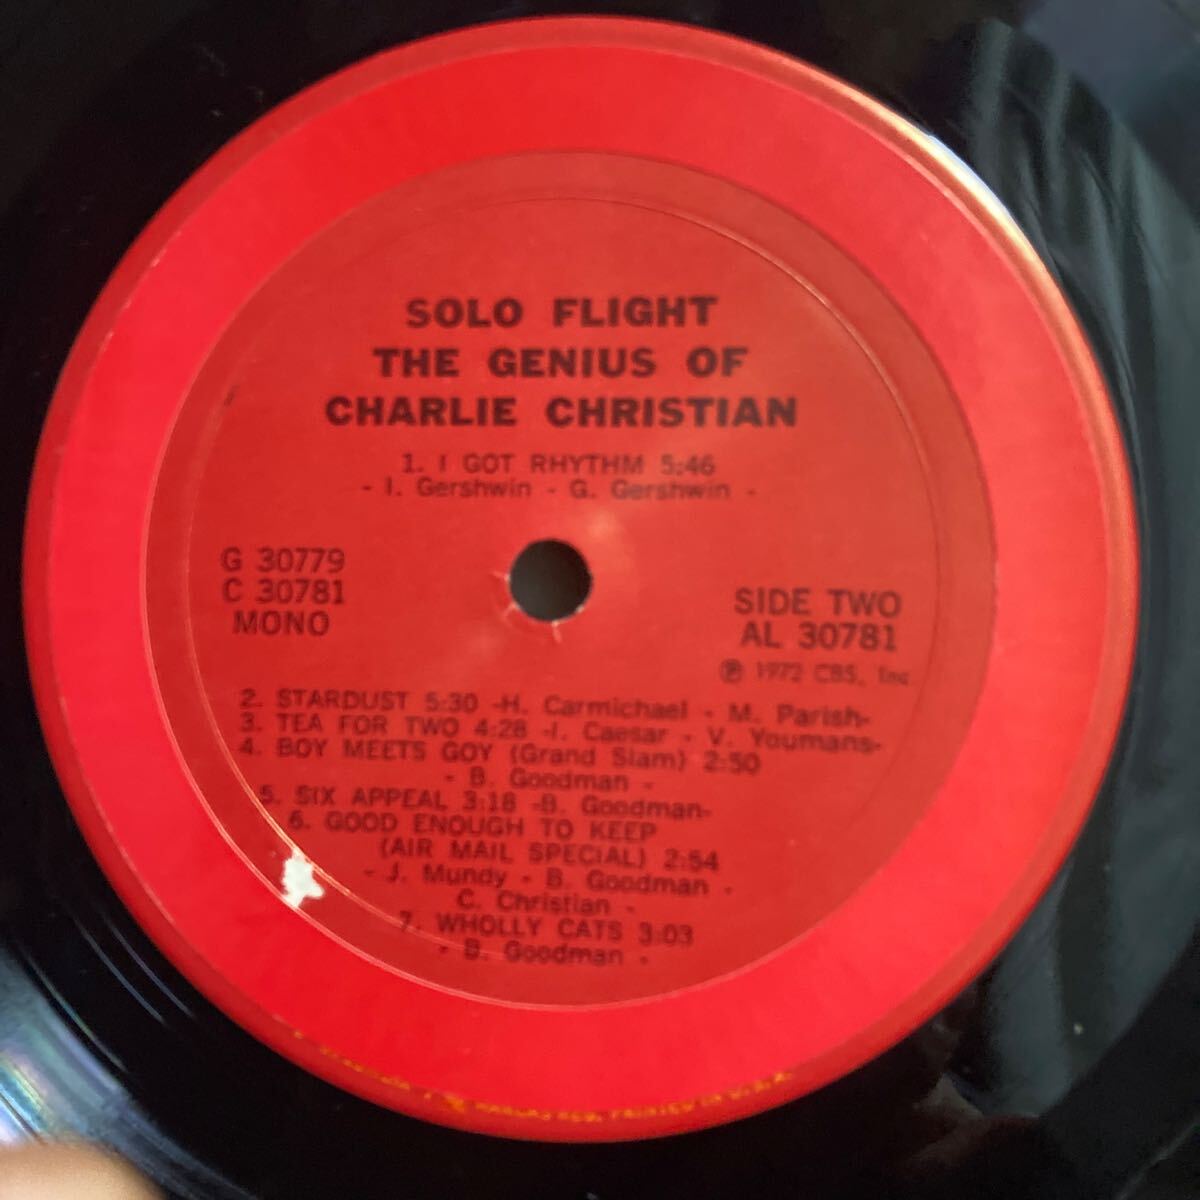 SOLO FLIGHT
THE GENIUS OF
CHARLIE CHRISTIAN
1. I GOT RHYTHM 5:46
- I. Gershwin - G. Gershwin -
G 30779
C 30781
MONO
SIDE TWO
AL 30781
℗ 1972 CBS, Inc.
2. STARDUST 5:30 -H. Carmichael - M. Parish-
3. TEA FOR TWO 4:28 -I. Caesar - V. Youmans-
4. BOY MEETS GOY (Grand Slam) 2:50
- B. Goodman -
5. SIX APPEAL 3:18 -B. Goodman-
6. GOOD ENOUGH TO KEEP
(AIR MAIL SPECIAL) 2:54
- J. Mundy - B. Goodman -
C. Christian -
7. WHOLLY CATS 3:03
- B. Goodman -